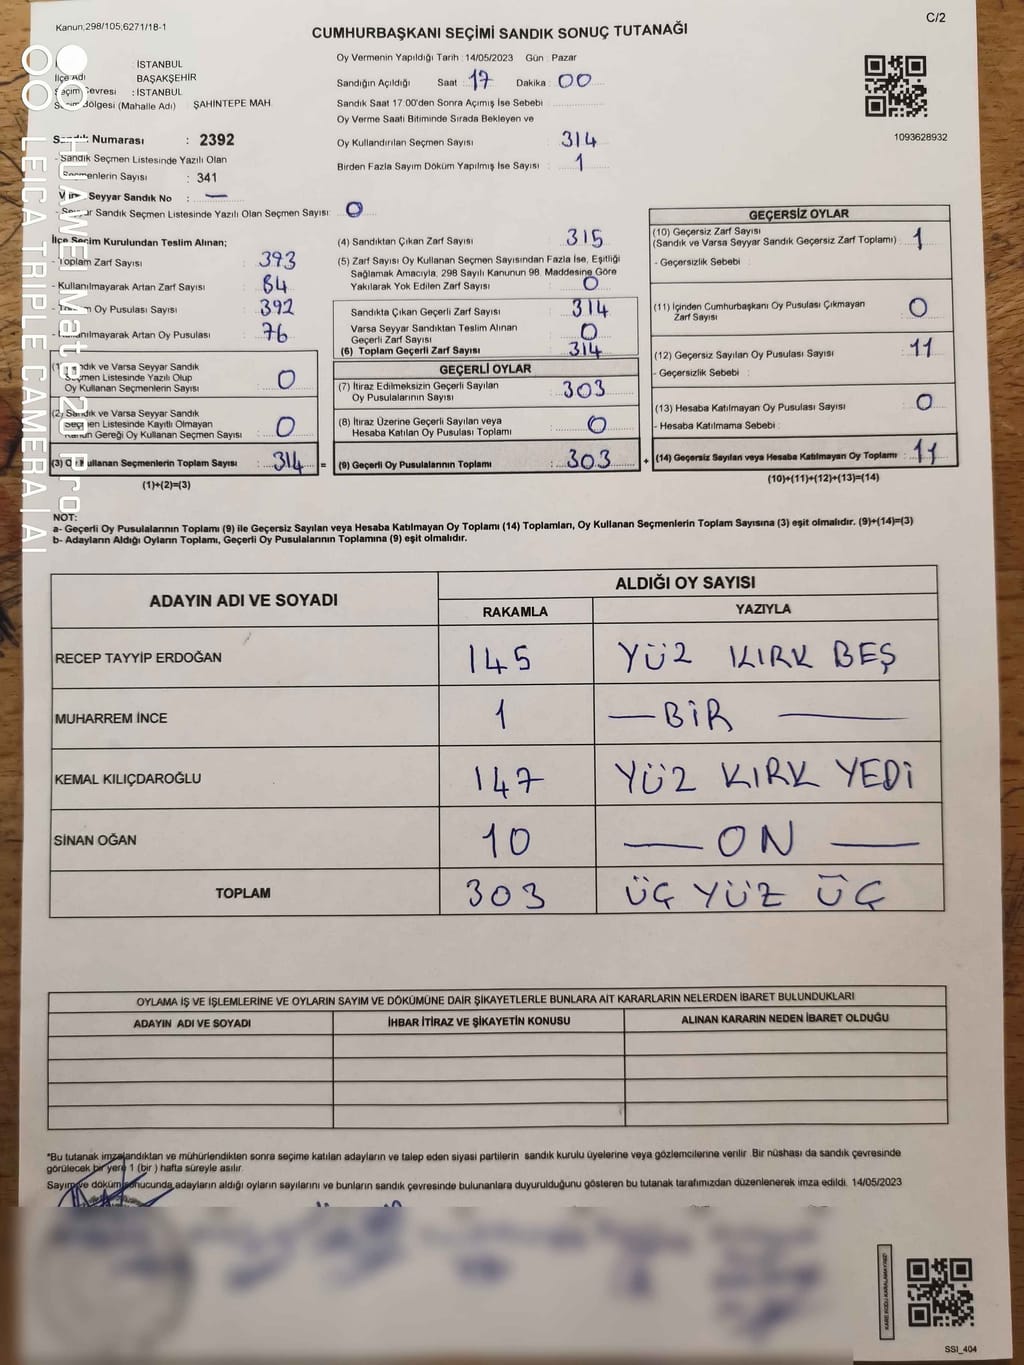 Kanun,298/105,6271/18-1
C/2
CUMHURBAŞKANI SEÇİMİ SANDIK SONUÇ TUTANAĞI
: İSTANBUL
İlçe Adı : BAŞAKŞEHİR
Seçim Çevresi : İSTANBUL
Seçim Bölgesi (Mahalle Adı) : ŞAHİNTEPE MAH.
Sandık Numarası : 2392
- Sandık Seçmen Listesinde Yazılı Olan
Seçmenlerin Sayısı : 341
Varsa Seyyar Sandık No : —
- Seyyar Sandık Seçmen Listesinde Yazılı Olan Seçmen Sayısı: 0
Oy Vermenin Yapıldığı Tarih : 14/05/2023 Gün : Pazar
Sandığın Açıldığı Saat : 17 Dakika : 00
Sandık Saat 17:00'den Sonra Açımış İse Sebebi :
Oy Verme Saati Bitiminde Sırada Bekleyen ve
Oy Kullandırılan Seçmen Sayısı : 314
Birden Fazla Sayım Döküm Yapılmış İse Sayısı : 1
1093628932
İlçe Seçim Kurulundan Teslim Alınan;
- Toplam Zarf Sayısı : 393
- Kullanılmayarak Artan Zarf Sayısı : 84
- Toplam Oy Pusulası Sayısı : 392
- Kullanılmayarak Artan Oy Pusulası : 76
(1) Sandık ve Varsa Seyyar Sandık
Seçmen Listesinde Yazılı Olup
Oy Kullanan Seçmenlerin Sayısı : 0
(2) Sandık ve Varsa Seyyar Sandık
Seçmen Listesinde Kayıtlı Olmayan
Kanun Gereği Oy Kullanan Seçmen Sayısı : 0
(3) Oy Kullanan Seçmenlerin Toplam Sayısı : 314 =
(1)+(2)=(3)
(4) Sandıktan Çıkan Zarf Sayısı : 315
(5) Zarf Sayısı Oy Kullanan Seçmen Sayısından Fazla İse, Eşitliği
Sağlamak Amacıyla, 298 Sayılı Kanunun 98. Maddesine Göre
Yakılarak Yok Edilen Zarf Sayısı : 0
Sandıkta Çıkan Geçerli Zarf Sayısı : 314
Varsa Seyyar Sandıktan Teslim Alınan
Geçerli Zarf Sayısı : 0
(6) Toplam Geçerli Zarf Sayısı : 314
GEÇERLİ OYLAR
(7) İtiraz Edilmeksizin Geçerli Sayılan
Oy Pusulalarının Sayısı : 303
(8) İtiraz Üzerine Geçerli Sayılan veya
Hesaba Katılan Oy Pusulası Toplamı : 0
(9) Geçerli Oy Pusulalarının Toplamı : 303 +
GEÇERSİZ OYLAR
(10) Geçersiz Zarf Sayısı
(Sandık ve Varsa Seyyar Sandık Geçersiz Zarf Toplamı) : 1
- Geçersizlik Sebebi :
(11) İçinden Cumhurbaşkanı Oy Pusulası Çıkmayan
Zarf Sayısı : 0
(12) Geçersiz Sayılan Oy Pusulası Sayısı : 11
- Geçersizlik Sebebi :
(13) Hesaba Katılmayan Oy Pusulası Sayısı : 0
- Hesaba Katılmama Sebebi :
(14) Geçersiz Sayılan veya Hesaba Katılmayan Oy Toplamı : 11
(10)+(11)+(12)+(13)=(14)
NOT:
a- Geçerli Oy Pusulalarının Toplamı (9) ile Geçersiz Sayılan veya Hesaba Katılmayan Oy Toplamı (14) Toplamları, Oy Kullanan Seçmenlerin Toplam Sayısına (3) eşit olmalıdır. (9)+(14)=(3)
b- Adayların Aldığı Oyların Toplamı, Geçerli Oy Pusulalarının Toplamına (9) eşit olmalıdır.
ADAYIN ADI VE SOYADI
ALDIĞI OY SAYISI
RAKAMLA YAZIYLA
RECEP TAYYİP ERDOĞAN 145 YÜZ KIRK BEŞ
MUHARREM İNCE 1 — BİR —
KEMAL KILIÇDAROĞLU 147 YÜZ KIRK YEDİ
SİNAN OĞAN 10 — ON —
TOPLAM 303 ÜÇ YÜZ ÜÇ
OYLAMA İŞ VE İŞLEMLERİNE VE OYLARIN SAYIM VE DÖKÜMÜNE DAİR ŞİKAYETLERLE BUNLARA AİT KARARLARIN NELERDEN İBARET BULUNDUKLARI
ADAYIN ADI VE SOYADI İHBAR İTİRAZ VE ŞİKAYETİN KONUSU ALINAN KARARIN NEDEN İBARET OLDUĞU
*Bu tutanak imzalandıktan ve mühürlendikten sonra seçime katılan adayların ve talep eden siyasi partilerin sandık kurulu üyelerine veya gözlemcilerine verilir. Bir nüshası da sandık çevresinde
görülecek bir yere 1 (bir) hafta süreyle asılır.
Sayım ve döküm sonucunda adayların aldığı oyların sayılarını ve bunların sandık çevresinde bulunanlara duyurulduğunu gösteren bu tutanak tarafımızdan düzenlenerek imza edildi. 14/05/2023
SSI_404
HUAWEI Mate 20 Pro
LEICA TRIPLE CAMERA | AI